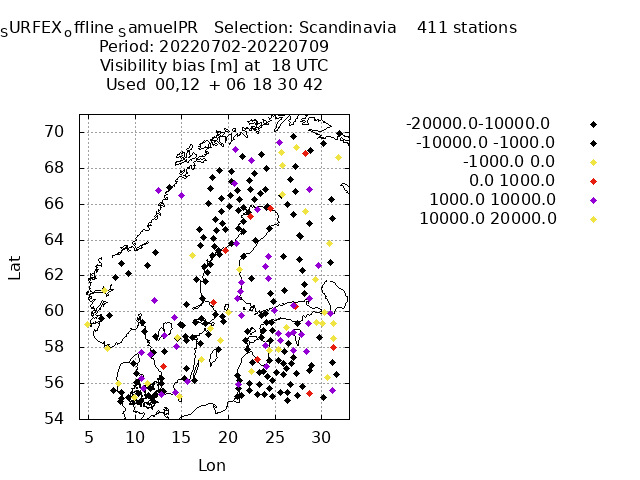 SURFEXoffline SamuelPR   Selection: Scandinavia    411 stations
Period: 20220702-20220709
Visibility bias [m] at  18 UTC
Used  00,12  + 06 18 30 42
-20000.0-10000.0
-10000.0 -1000.0
-1000.0 0.0
0.0 1000.0
1000.0 10000.0
10000.0 20000.0
70
68
66
64
62
60
58
56
54
Lat
5 10 15 20 25 30
Lon